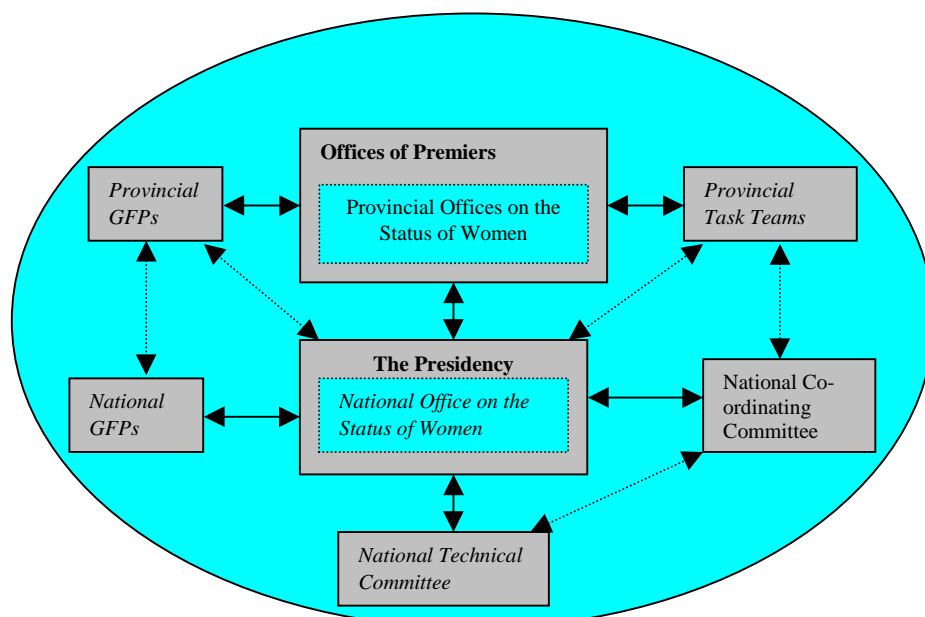 Offices of Premiers
Provincial
GFPs
Provincial Offices on the
Status of Women
Provincial
Task Teams
The Presidency
National
GFPs
National Office on the
Status of Women
National Co-
ordinating
Committee
National Technical
Committee